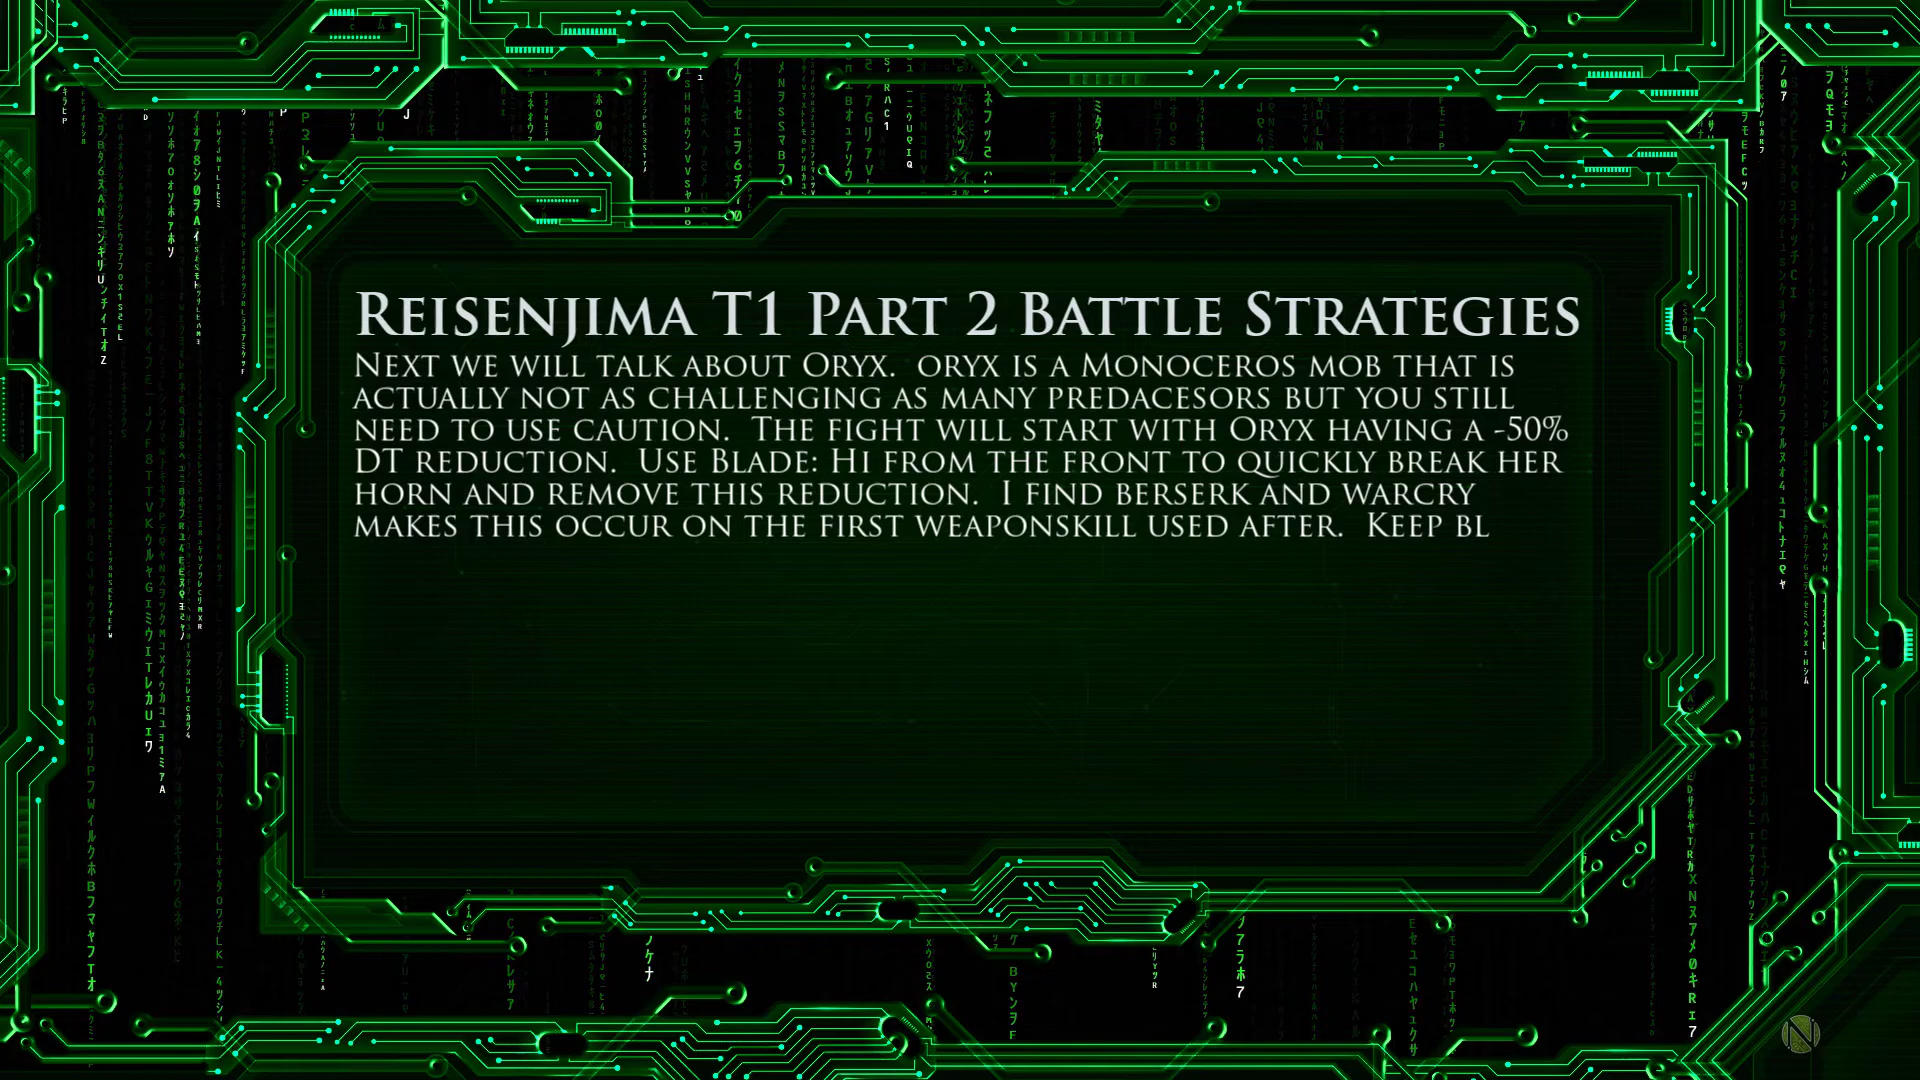 Reisenjima T1 Part 2 Battle Strategies
Next we will talk about Oryx.  oryx is a Monoceros mob that is
actually not as challenging as many predacesors but you still
need to use caution.  The fight will start with Oryx having a -50%
DT reduction.  Use Blade: Hi from the front to quickly break her
horn and remove this reduction.  I find berserk and warcry
makes this occur on the first weaponskill used after.  Keep bl